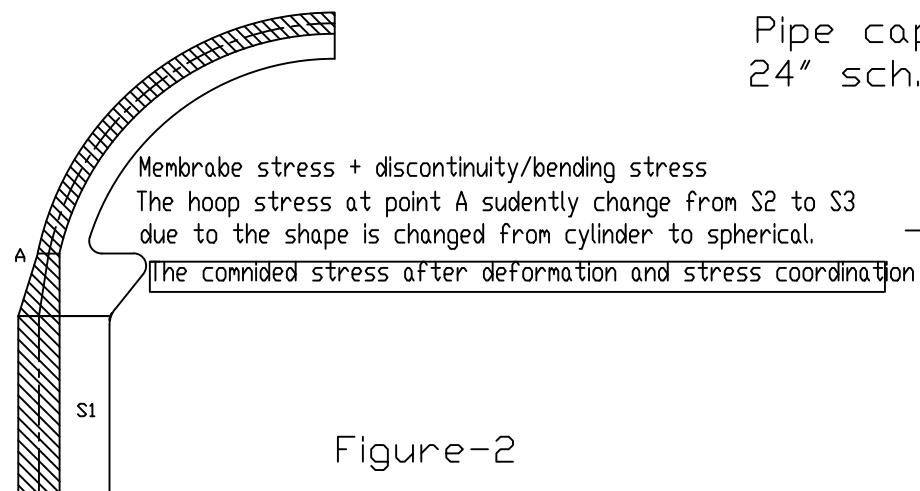 Pipe cap
24″ sch.
Membrabe stress + discontinuity/bending stress
The hoop stress at point A sudently change from S2 to S3
due to the shape is changed from cylinder to spherical.
A
The comnided stress after deformation and stress coordination
S1
Figure-2